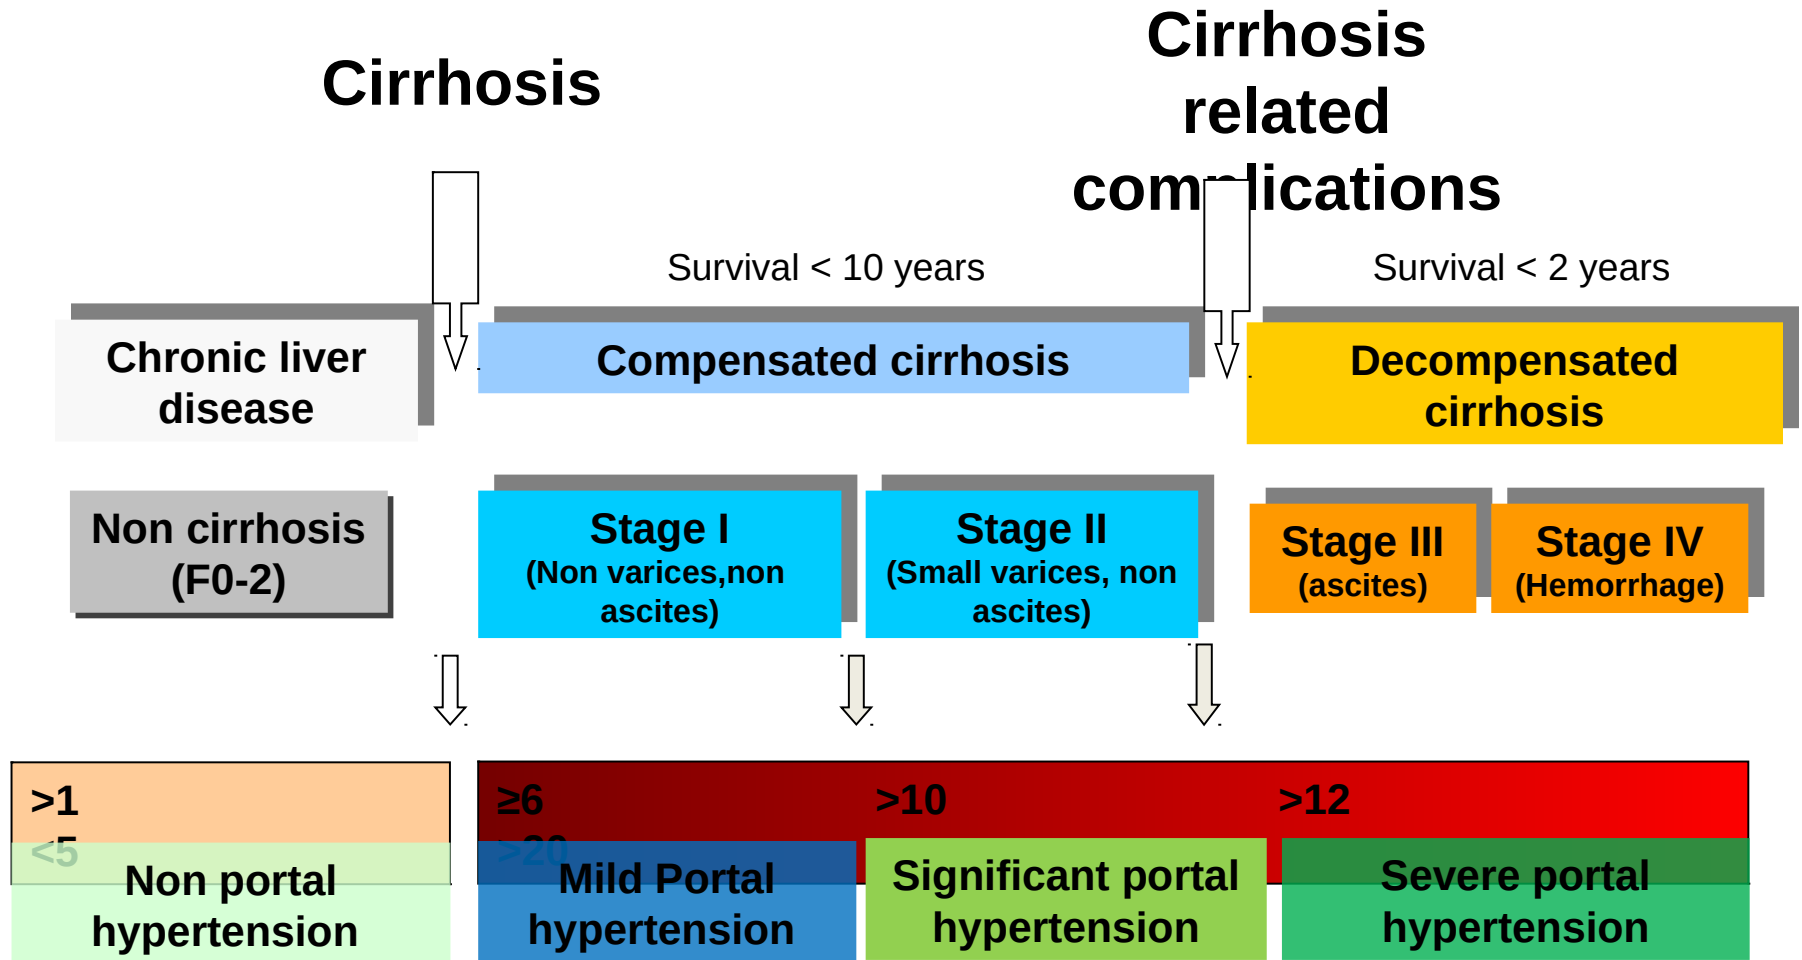 Cirrhosis
Cirrhosis
related
complications
Survival < 10 years
Survival < 2 years
Chronic liver
disease
Compensated cirrhosis
Decompensated
cirrhosis
Non cirrhosis
(F0-2)
Stage I
(Non varices,non
ascites)
Stage II
(Small varices, non
ascites)
Stage III
(ascites)
Stage IV
(Hemorrhage)
>1
<5
≥6
>10
>12
>20
Non portal
hypertension
Mild Portal
hypertension
Significant portal
hypertension
Severe portal
hypertension